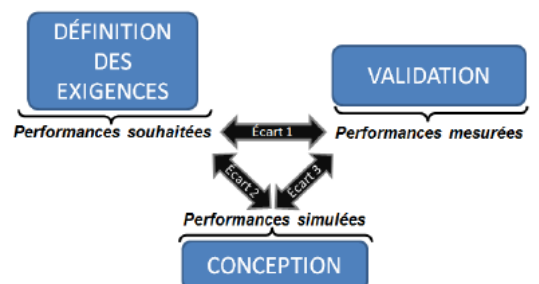 DÉFINITION
DES
EXIGENCES
VALIDATION
Performances souhaitées
Écart 1
Performances mesurées
Écart 2
Écart 3
Performances simulées
CONCEPTION